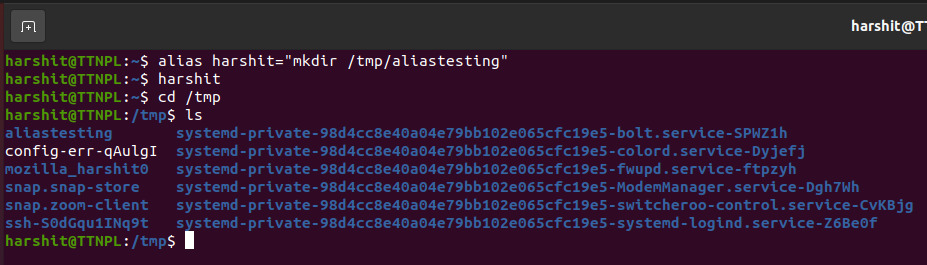 harshit@TT
harshit@TTNPL:~$ alias harshit="mkdir /tmp/aliastesting"
harshit@TTNPL:~$ harshit
harshit@TTNPL:~$ cd /tmp
harshit@TTNPL:/tmp$ ls
aliastesting systemd-private-98d4cc8e40a04e79bb102e065cfc19e5-bolt.service-SPWZ1h
config-err-qAulgI systemd-private-98d4cc8e40a04e79bb102e065cfc19e5-colord.service-Dyjefj
mozilla_harshit0 systemd-private-98d4cc8e40a04e79bb102e065cfc19e5-fwupd.service-ftpzyh
snap.snap-store systemd-private-98d4cc8e40a04e79bb102e065cfc19e5-ModemManager.service-Dgh7Wh
snap.zoom-client systemd-private-98d4cc8e40a04e79bb102e065cfc19e5-switcheroo-control.service-CvKBjg
ssh-S0dGqu1INq9t systemd-private-98d4cc8e40a04e79bb102e065cfc19e5-systemd-logind.service-Z6Be0f
harshit@TTNPL:/tmp$